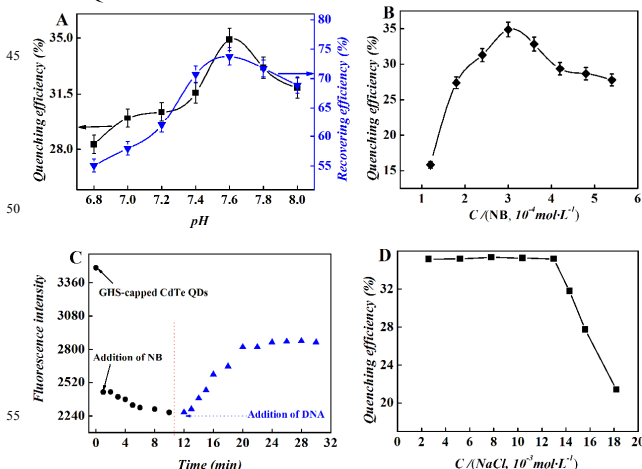 A
Quenching efficiency (%)
35.0
31.5
28.0
80
75
70
65
60
55
Recovering efficiency (%)
6.8 7.0 7.2 7.4 7.6 7.8 8.0
pH
B
Quenching efficiency (%)
35
30
25
20
15
1 2 3 4 5 6
C /(NB, 10⁻⁴mol·L⁻¹)
45
50
55
C
Fluorescence intensity
3360
3080
2800
2520
2240
GHS-capped CdTe QDs
Addition of NB
Addition of DNA
0 4 8 12 16 20 24 28 32
Time (min)
D
Quenching efficiency (%)
36
32
28
24
20
0 2 4 6 8 10 12 14 16 18 20
C /(NaCl, 10⁻³mol·L⁻¹)